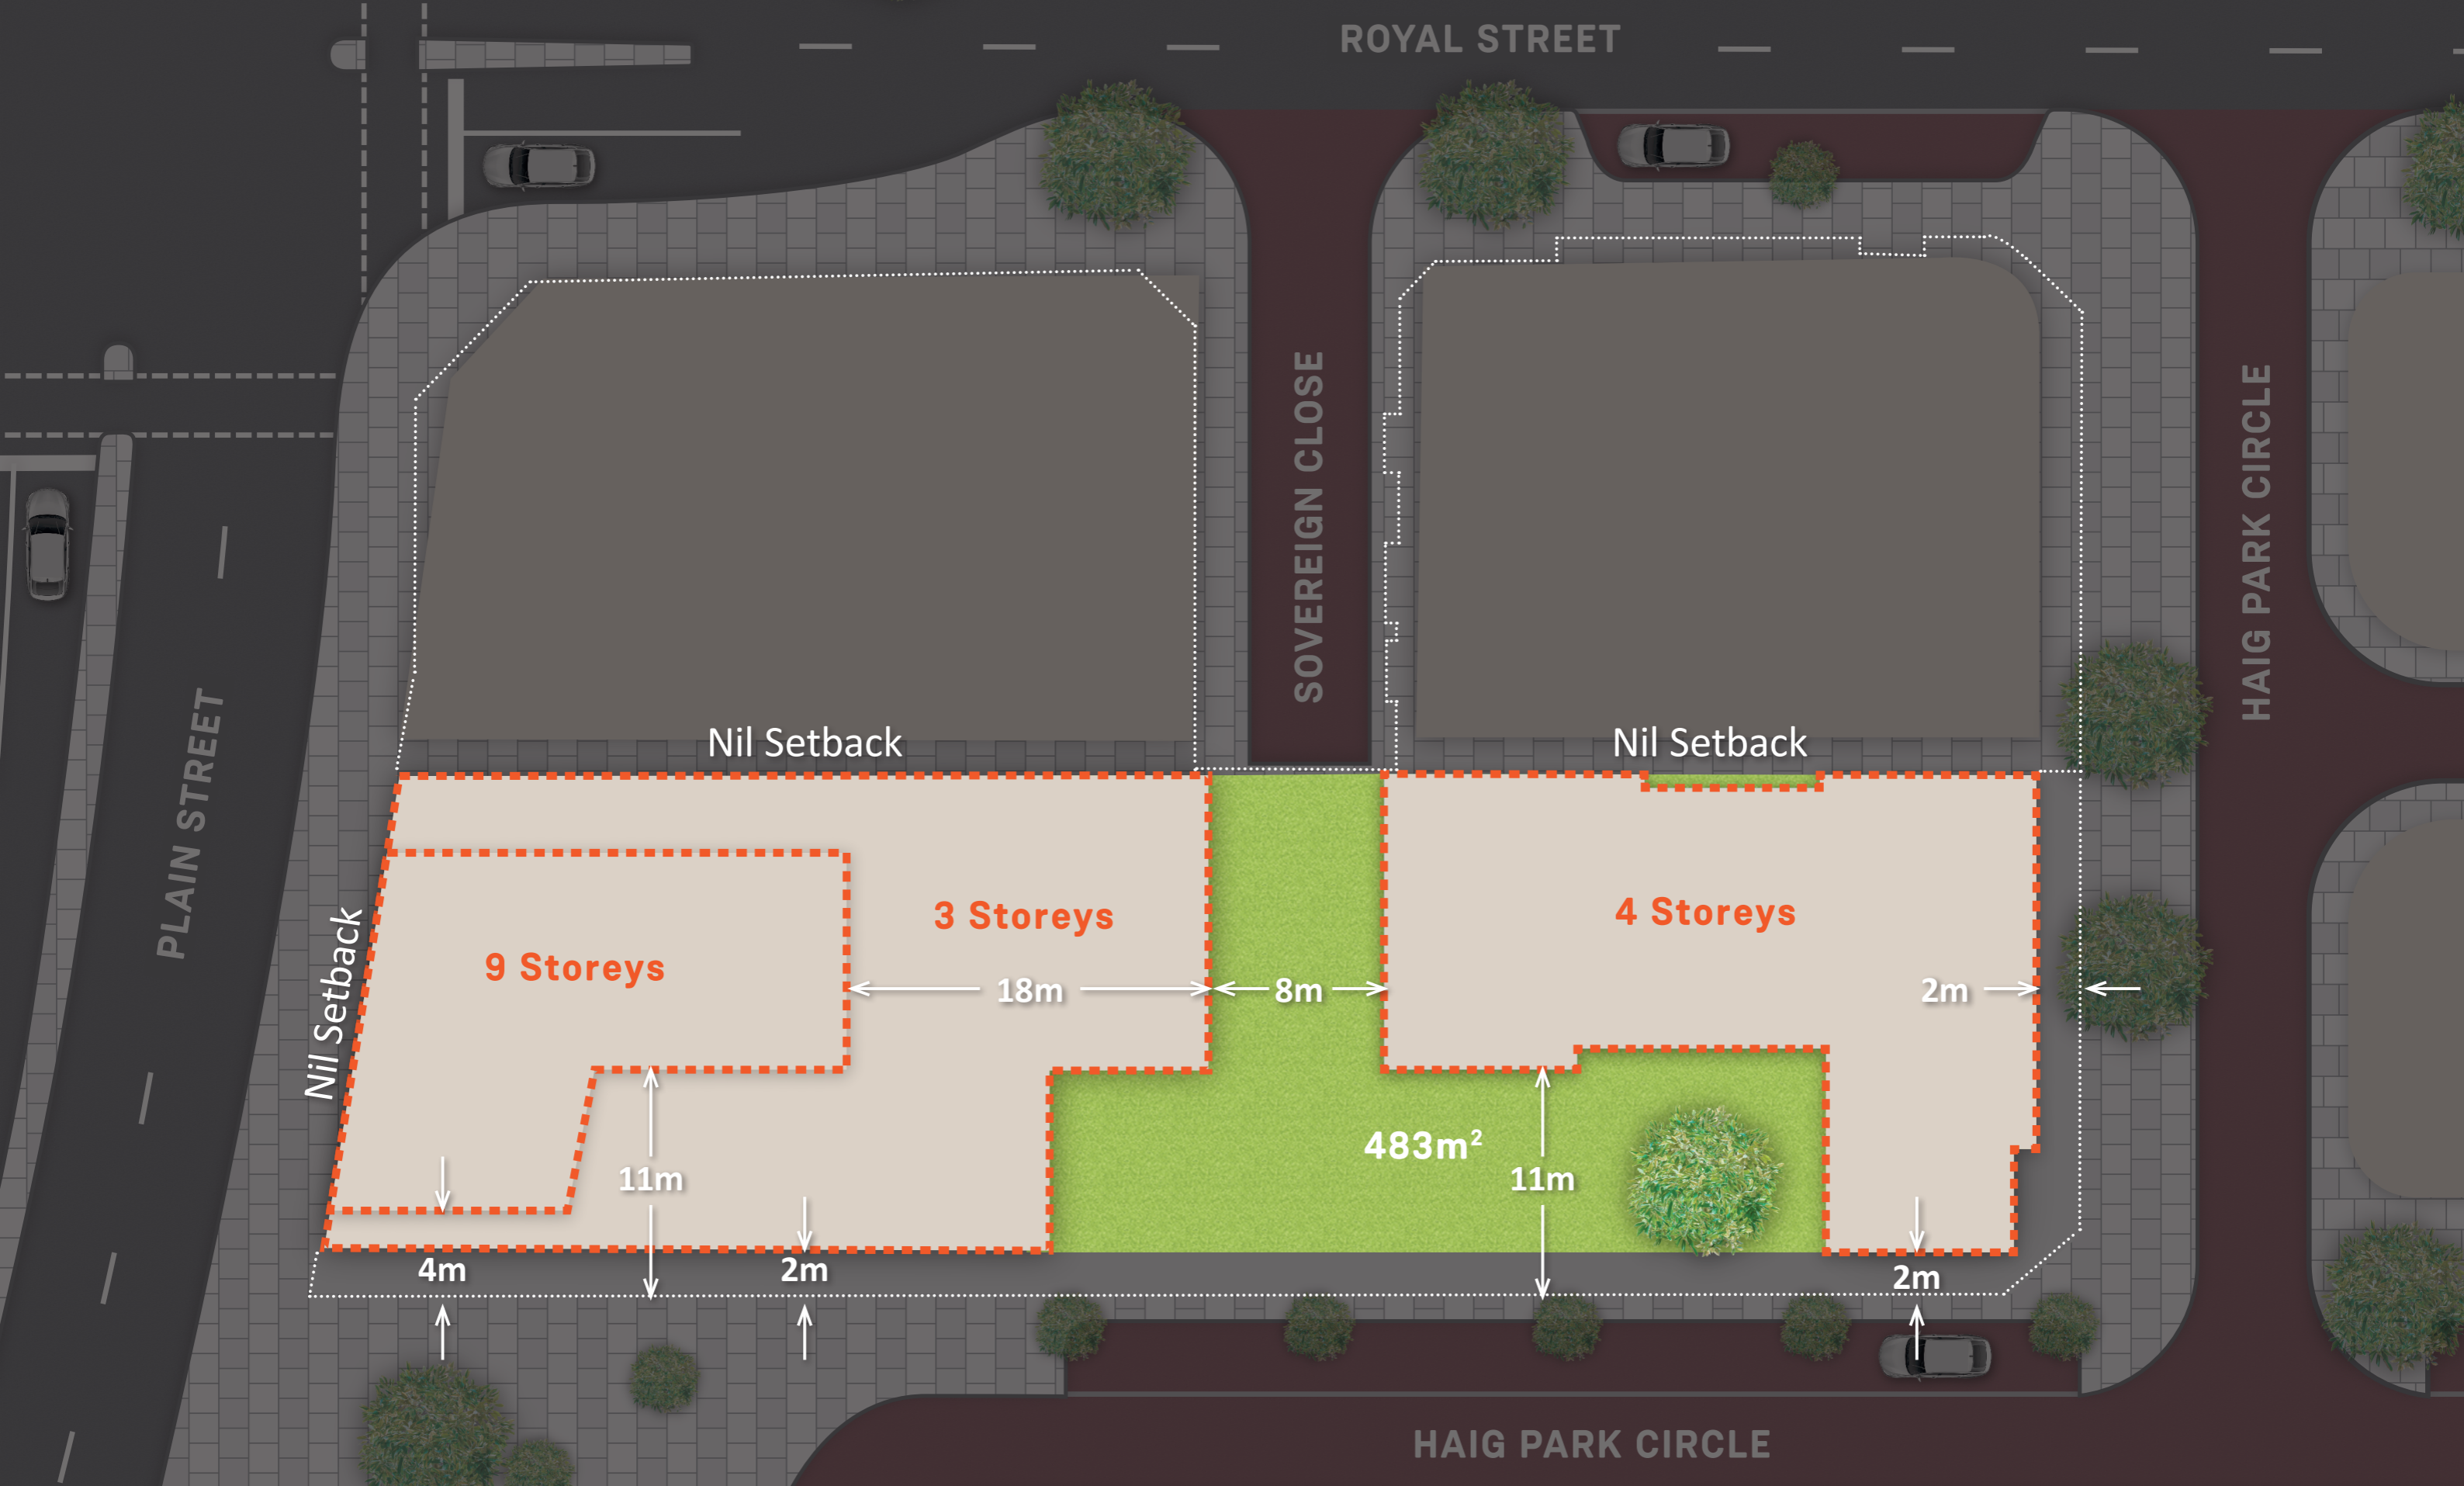 ROYAL STREET
SOVEREIGN CLOSE
HAIG PARK CIRCLE
PLAIN STREET
Nil Setback
Nil Setback
Nil Setback
3 Storeys
4 Storeys
9 Storeys
18m
8m
2m
483m²
11m
11m
4m
2m
2m
HAIG PARK CIRCLE